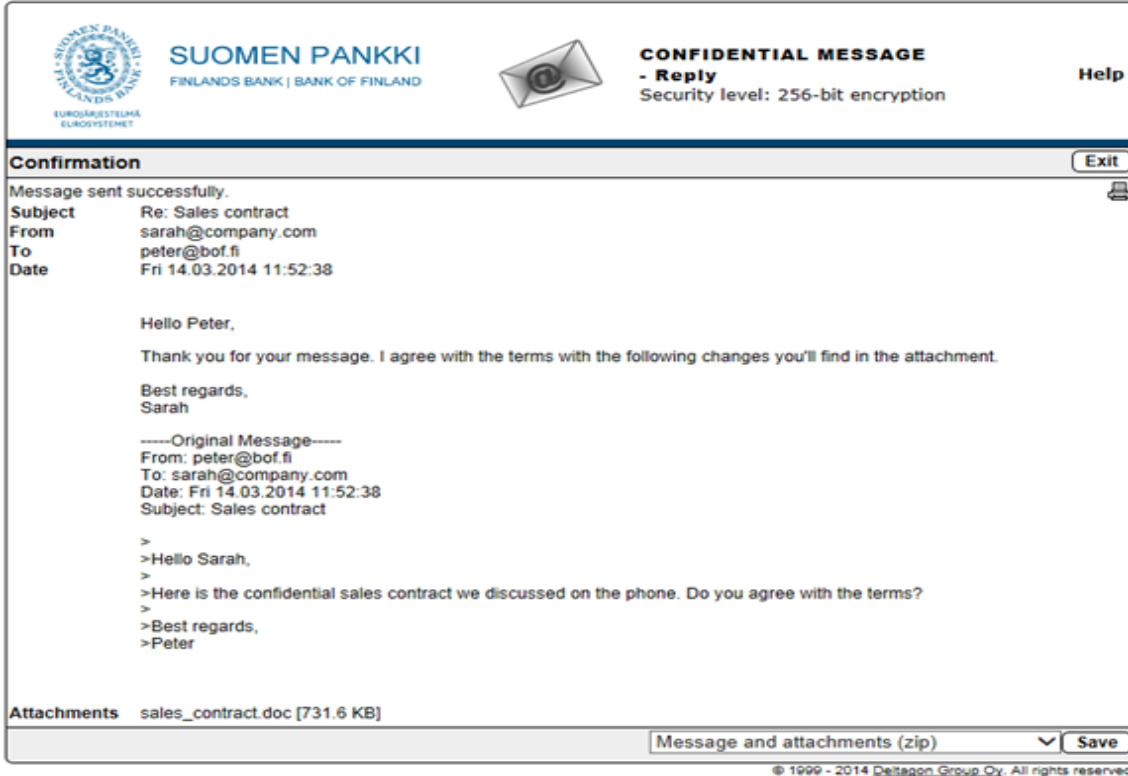 SUOMEN PANKKI
FINLANDS BANK | BANK OF FINLAND
EUROJÄRJESTELMÄ
EUROSYSTEMET
CONFIDENTIAL MESSAGE
- Reply
Security level: 256-bit encryption
Help
Confirmation
Exit
Message sent successfully.
Subject Re: Sales contract
From sarah@company.com
To peter@bof.fi
Date Fri 14.03.2014 11:52:38
Hello Peter,
Thank you for your message. I agree with the terms with the following changes you'll find in the attachment.
Best regards,
Sarah
-----Original Message-----
From: peter@bof.fi
To: sarah@company.com
Date: Fri 14.03.2014 11:52:38
Subject: Sales contract
>
>Hello Sarah,
>
>Here is the confidential sales contract we discussed on the phone. Do you agree with the terms?
>
>Best regards,
>Peter
Attachments sales_contract.doc [731.6 KB]
Message and attachments (zip) Save
© 1999 - 2014 Deltagon Group Oy. All rights reserved